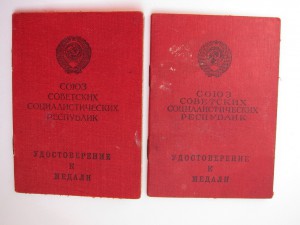 СОЮЗ
СОВЕТСКИХ
СОЦИАЛИСТИЧЕСКИХ
РЕСПУБЛИК
УДОСТОВЕРЕНИЕ
К
МЕДАЛИ
СОЮЗ
СОВЕТСКИХ
СОЦИАЛИСТИЧЕСКИХ
РЕСПУБЛИК
УДОСТОВЕРЕНИЕ
К
МЕДАЛИ